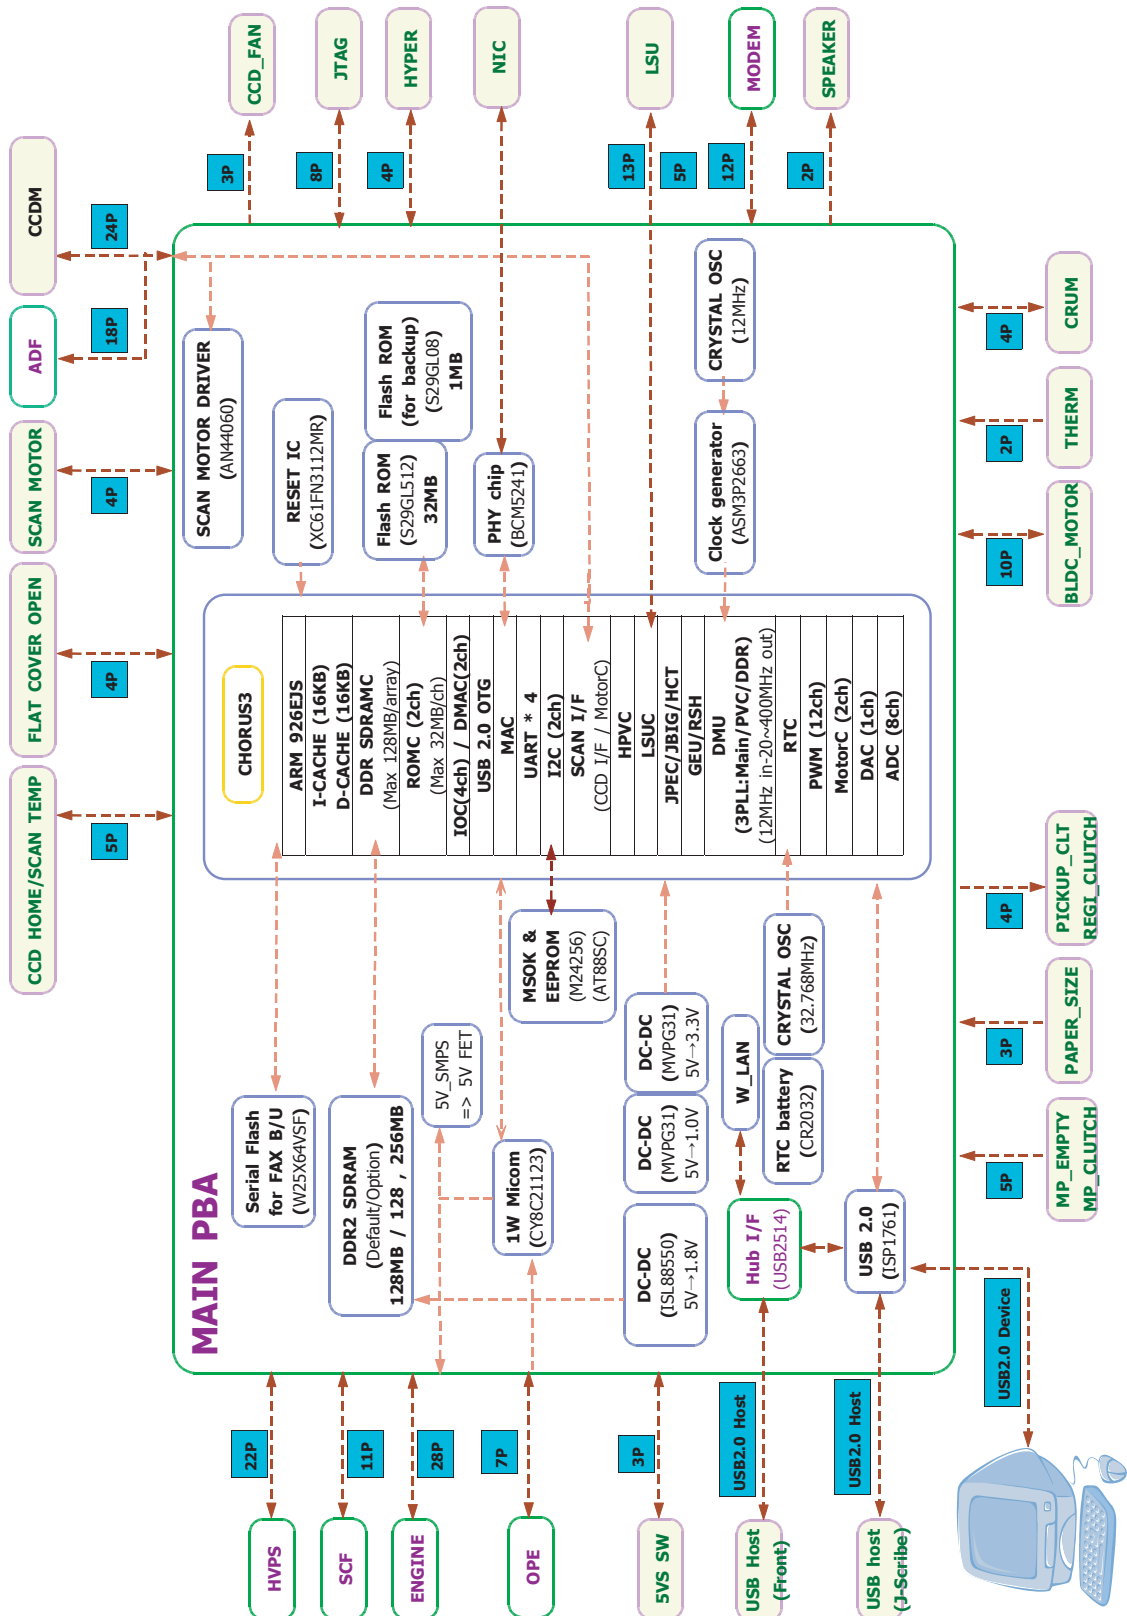 MAIN PBA
HVPS
22P
SCF
11P
ENGINE
28P
OPE
7P
5VS SW
3P
USB Host
(Front)
USB2.0 Host
USB host
(J-Scribe)
USB2.0 Host
USB2.0 Device
CCD HOME/SCAN TEMP
5P
FLAT COVER OPEN
4P
SCAN MOTOR
4P
ADF
18P
CCDM
24P
CCD_FAN
3P
JTAG
8P
HYPER
4P
NIC
LSU
13P
5P
MODEM
12P
SPEAKER
2P
MP_EMPTY
MP_CLUTCH
5P
PAPER_SIZE
3P
PICKUP_CLT
REGI_CLUTCH
4P
BLDC_MOTOR
10P
THERM
2P
CRUM
4P
Serial Flash
for FAX B/U
(W25X64VSF)
DDR2 SDRAM
(Default/Option)
128MB / 128 , 256MB
5V_SMPS
=> 5V FET
1W Micom
(CY8C21123)
MSOK &
EEPROM
(M24256)
(AT88SC)
DC-DC
(ISL88550)
5V→1.8V
DC-DC
(MVPG31)
5V→1.0V
DC-DC
(MVPG31)
5V→3.3V
Hub I/F
(USB2514)
W_LAN
RTC battery
(CR2032)
CRYSTAL OSC
(32.768MHz)
USB 2.0
(ISP1761)
CHORUS3
ARM 926EJS
I-CACHE (16KB)
D-CACHE (16KB)
DDR SDRAMC
(Max 128MB/array)
ROMC (2ch)
(Max 32MB/ch)
IOC(4ch) / DMAC(2ch)
USB 2.0 OTG
MAC
UART * 4
I2C (2ch)
SCAN I/F
(CCD I/F / MotorC)
HPVC
LSUC
JPEC/JBIG/HCT
GEU/RSH
DMU
(3PLL:Main/PVC/DDR)
(12MHz in-20~400MHz out)
RTC
PWM (12ch)
MotorC (2ch)
DAC (1ch)
ADC (8ch)
SCAN MOTOR DRIVER
(AN44060)
RESET IC
(XC61FN3112MR)
Flash ROM
(S29GL512)
32MB
Flash ROM
(for backup)
(S29GL08)
1MB
PHY chip
(BCM5241)
Clock generator
(ASM3P2663)
CRYSTAL OSC
(12MHz)